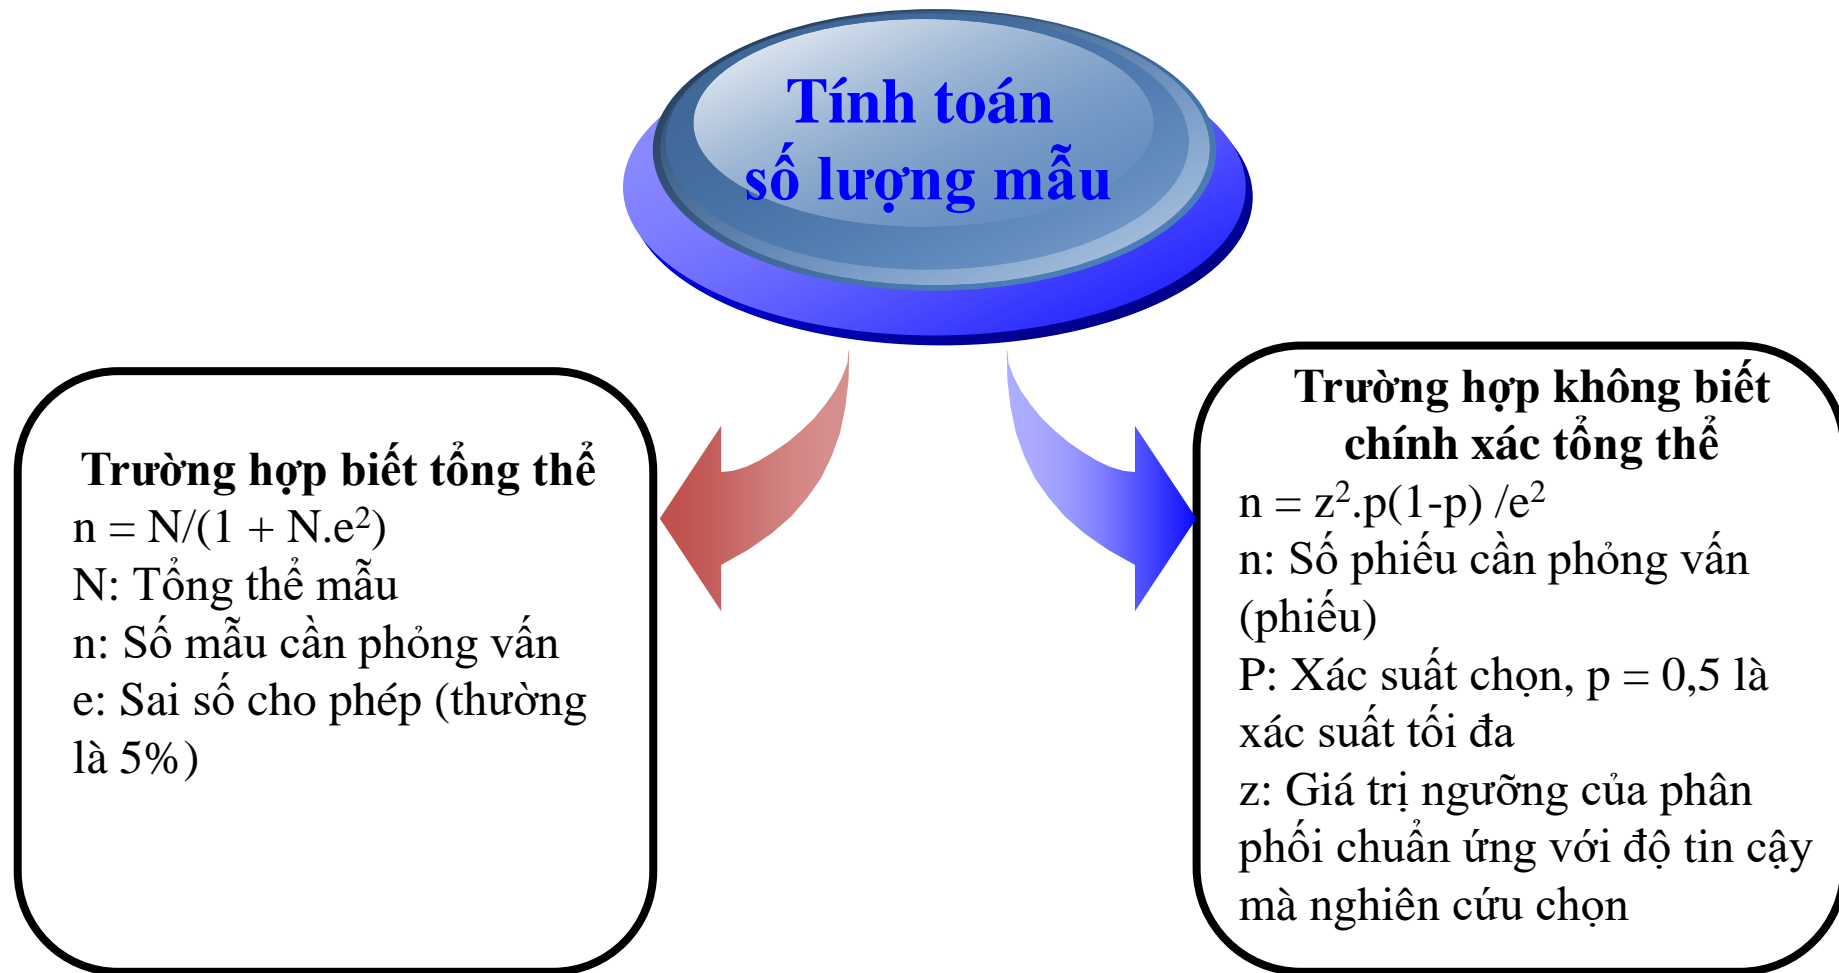 Tính toán
số lượng mẫu
Trường hợp biết tổng thể
n = N/(1 + N.e²)
N: Tổng thể mẫu
n: Số mẫu cần phỏng vấn
e: Sai số cho phép (thường
là 5%)
Trường hợp không biết
chính xác tổng thể
n = z².p(1-p) /e²
n: Số phiếu cần phỏng vấn
(phiếu)
P: Xác suất chọn, p = 0,5 là
xác suất tối đa
z: Giá trị ngưỡng của phân
phối chuẩn ứng với độ tin cậy
mà nghiên cứu chọn